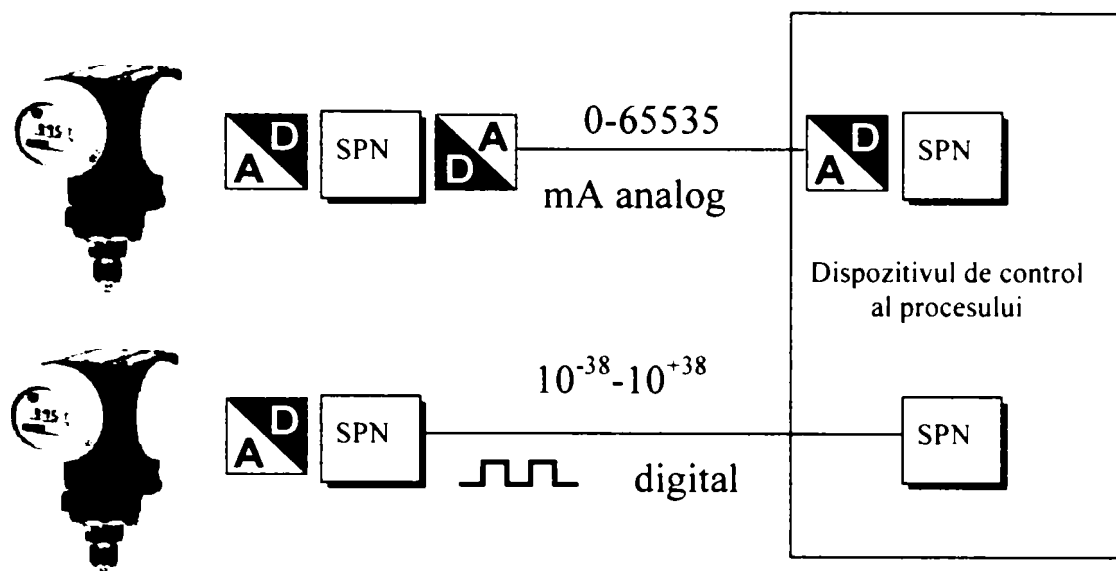 0-65535
D
A
SPN
A
D
D
A
SPN
mA analog
Dispozitivul de control
al procesului
10⁻³⁸-10⁺³⁸
D
A
SPN
SPN
digital